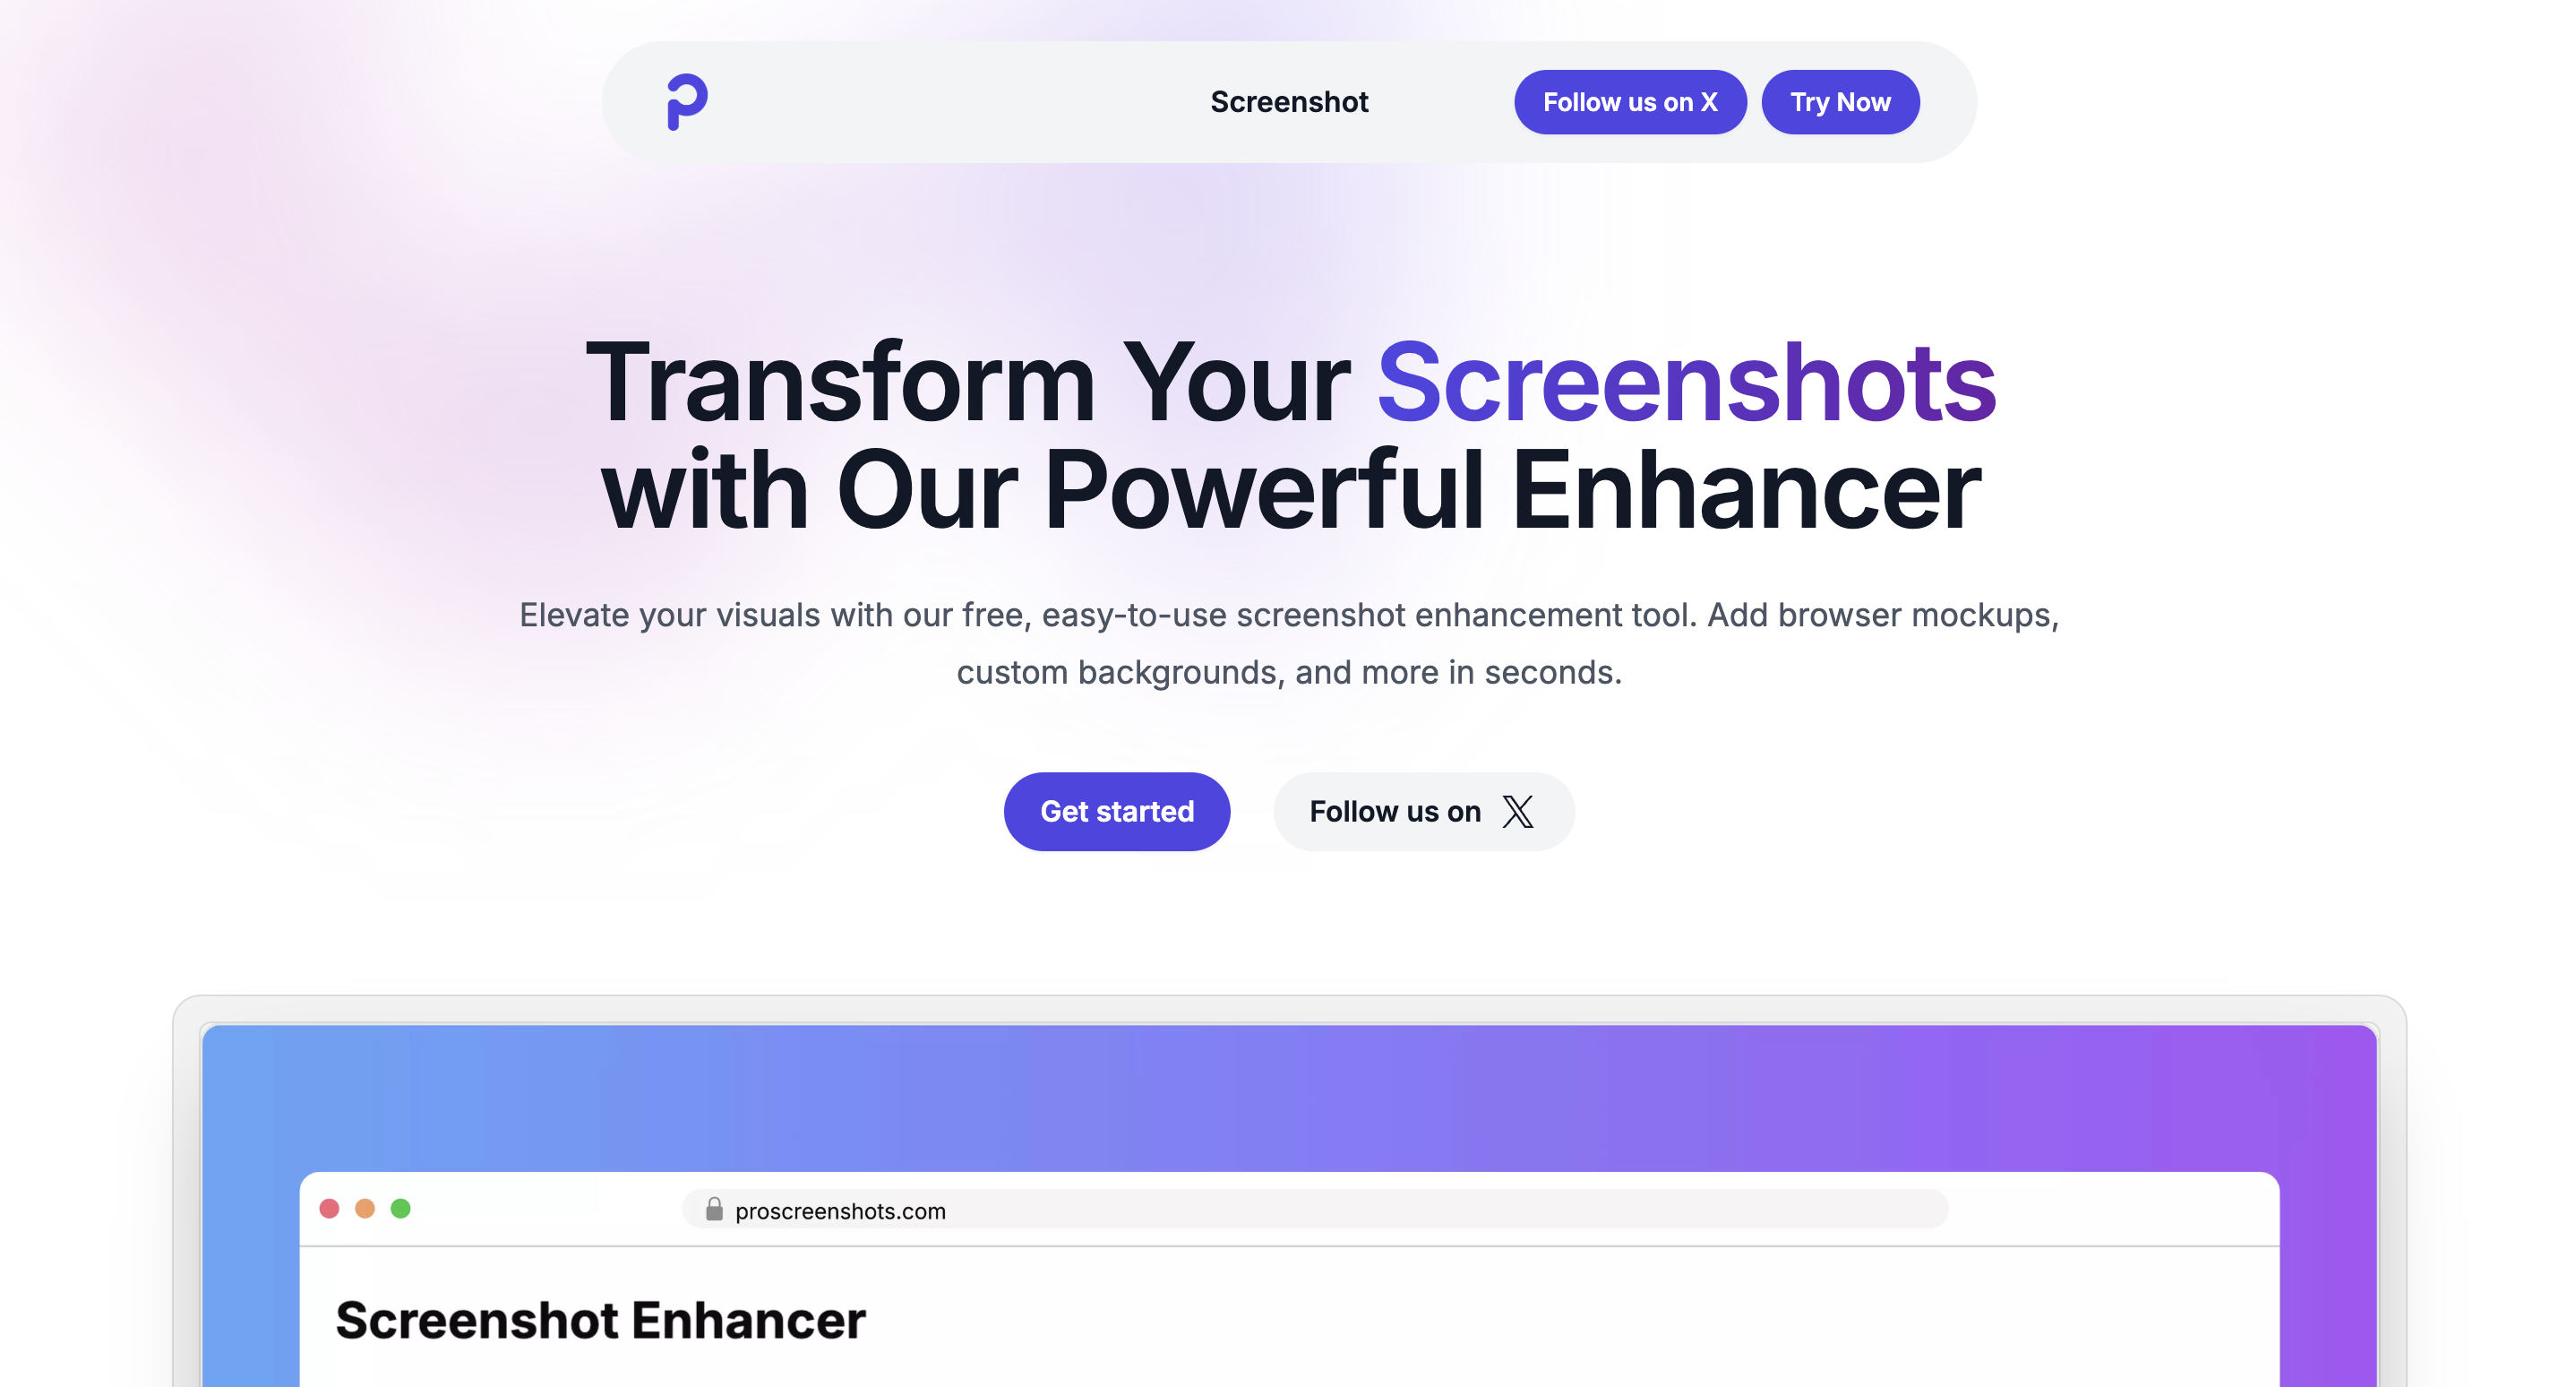 Screenshot
Follow us on X
Try Now
Transform Your Screenshots
with Our Powerful Enhancer
Elevate your visuals with our free, easy-to-use screenshot enhancement tool. Add browser mockups,
custom backgrounds, and more in seconds.
Get started
Follow us on X
proscreenshots.com
Screenshot Enhancer